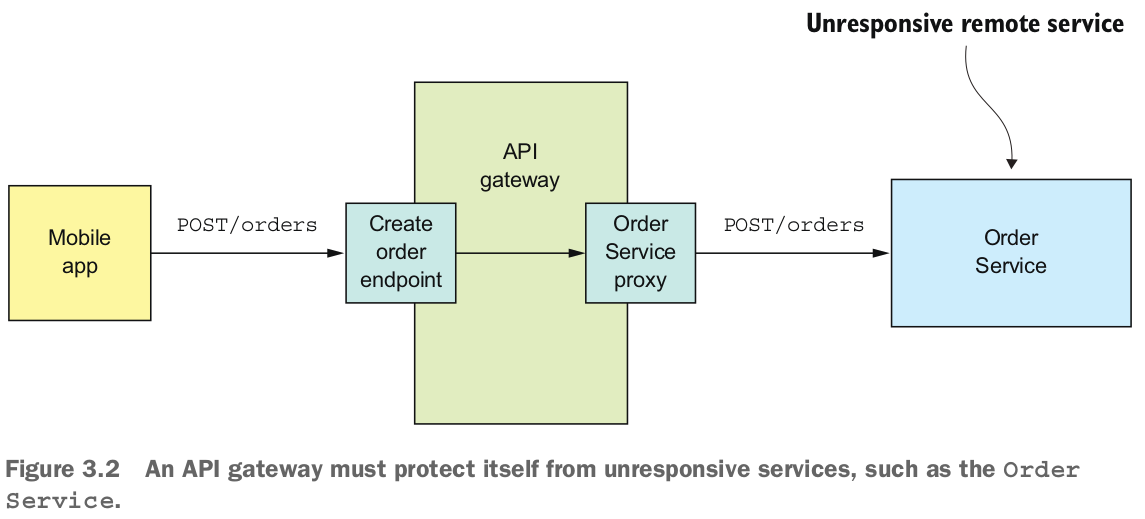 Unresponsive remote service
API
gateway
Mobile
app
POST/orders
Create
order
endpoint
Order
Service
proxy
POST/orders
Order
Service
Figure 3.2 An API gateway must protect itself from unresponsive services, such as the Order
Service.